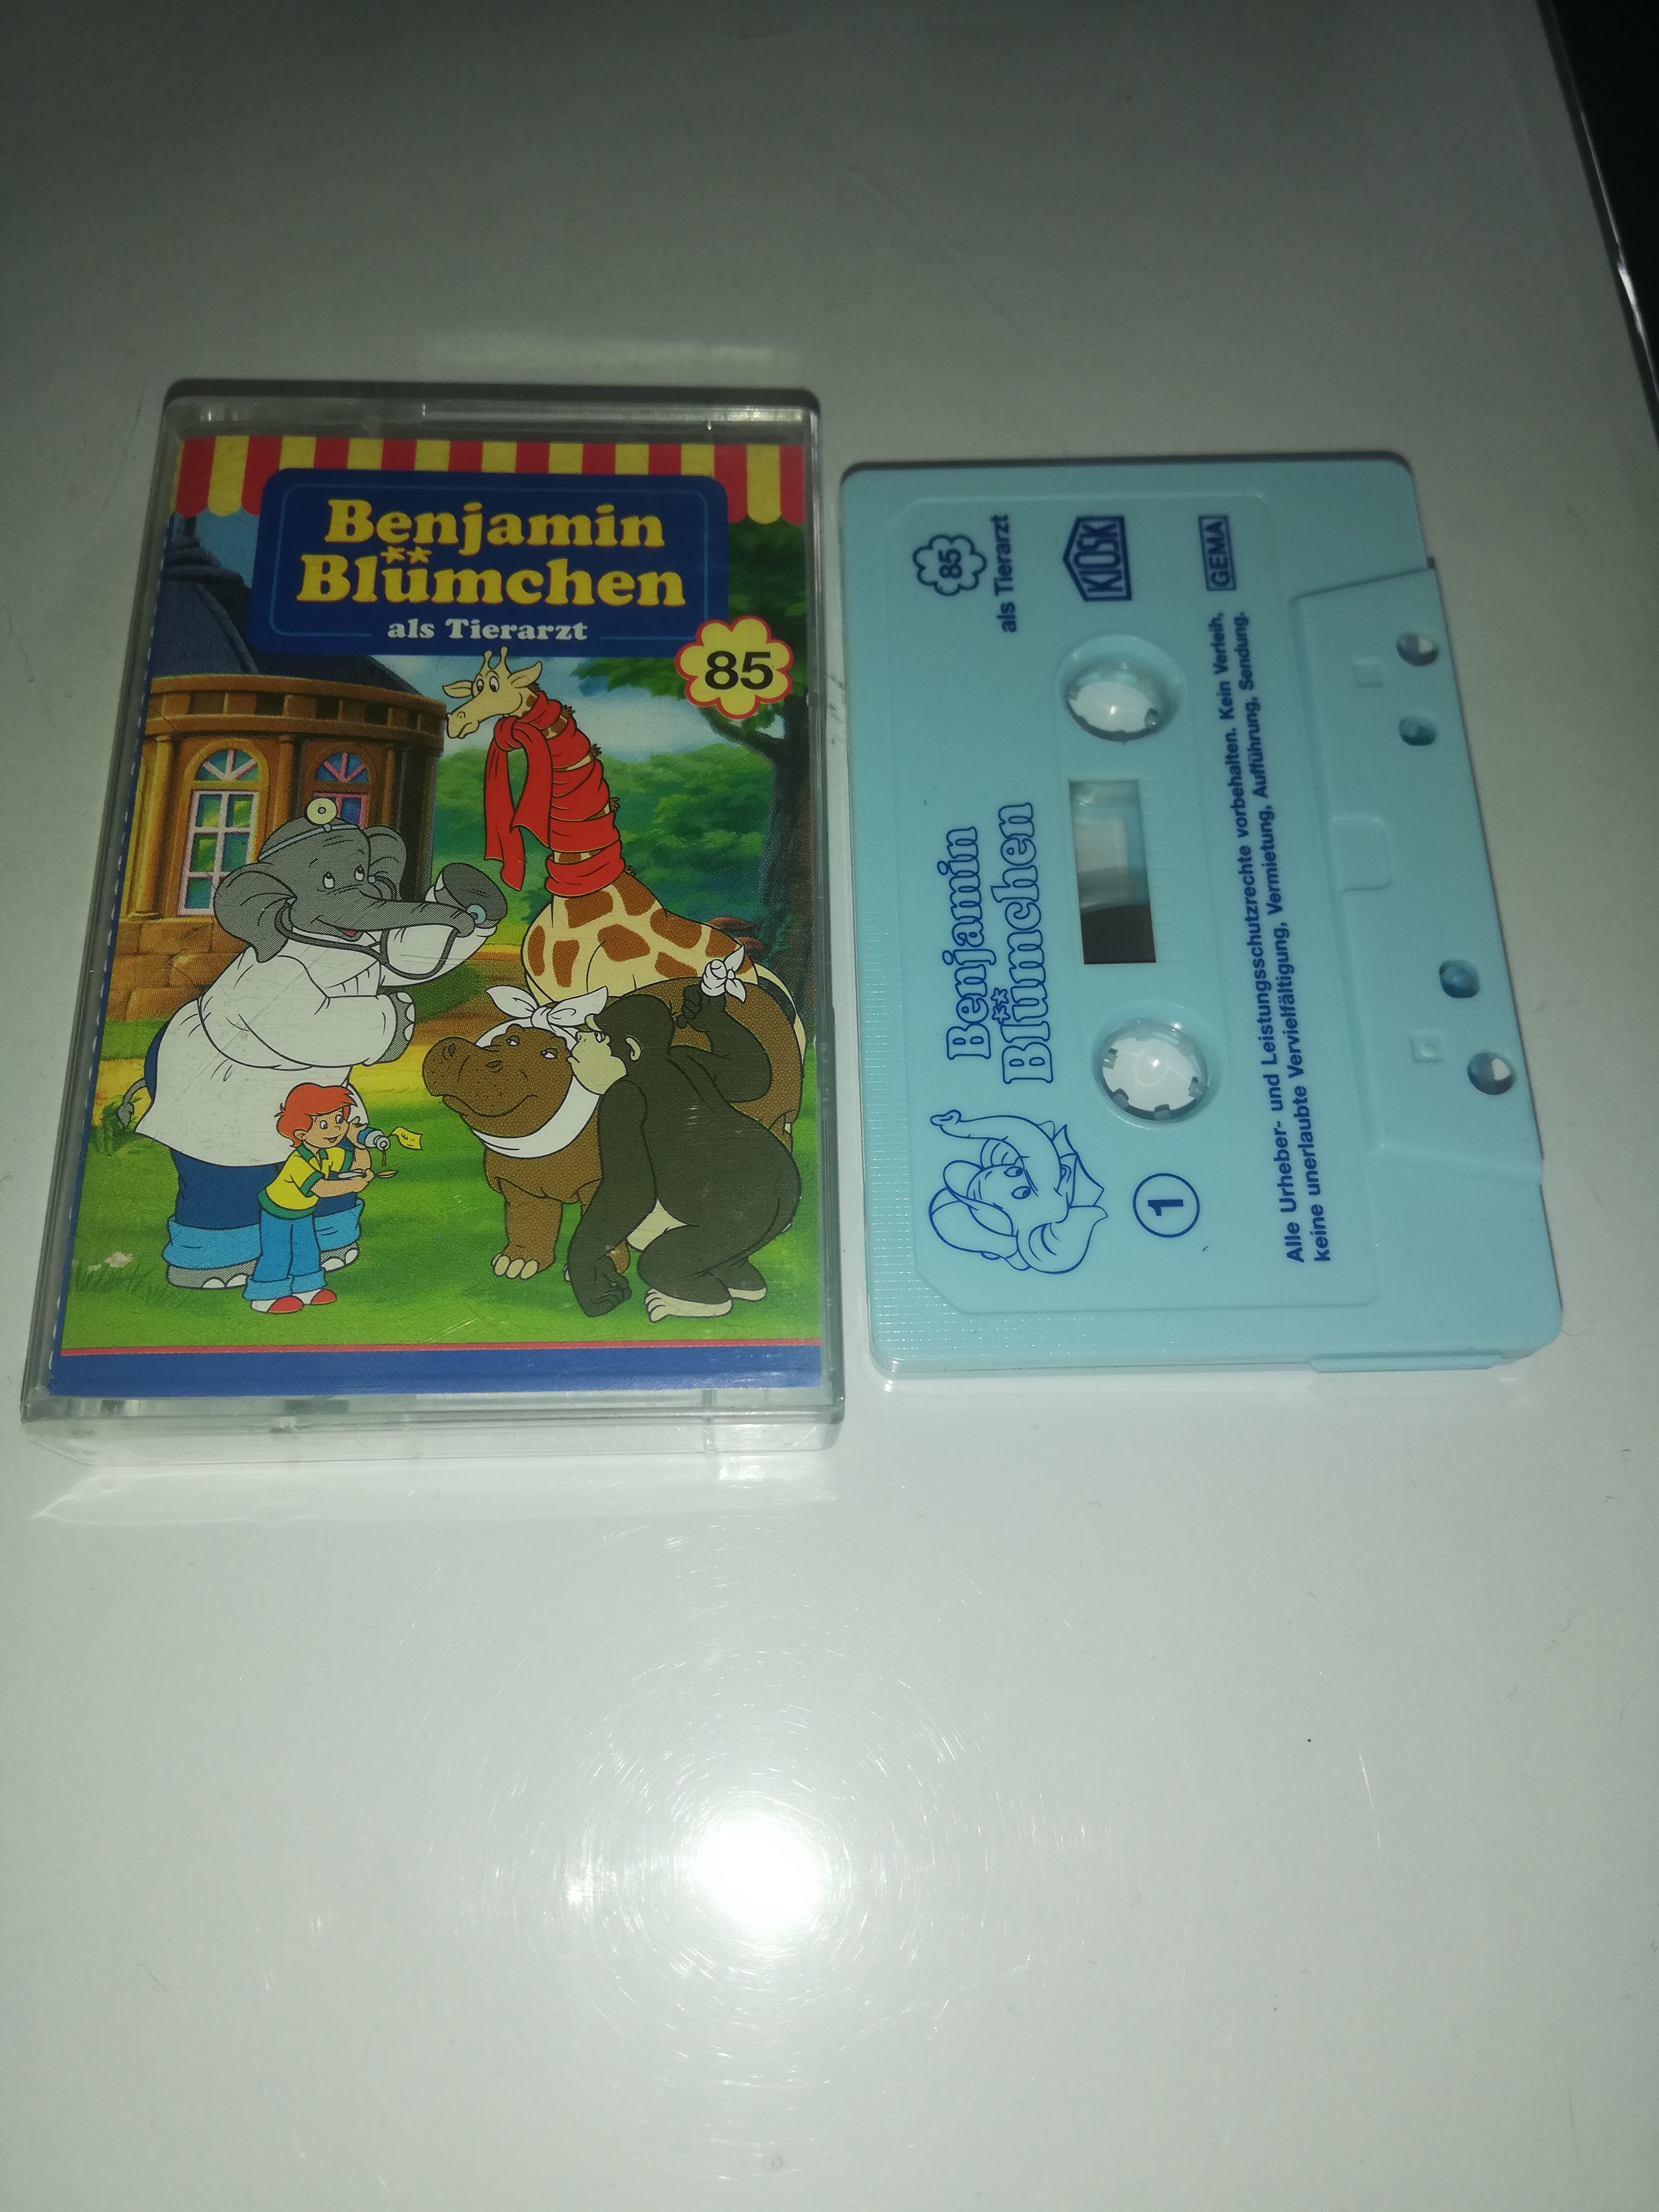 Benjamin
Blümchen
als Tierarzt
85
85
als Tierarzt
KIOSK
GEMA
Benjamin
Blümchen
1
Alle Urheber- und Leistungsschutzrechte vorbehalten. Kein Verleih,
keine unerlaubte Vervielfältigung, Vermietung, Aufführung, Sendung.